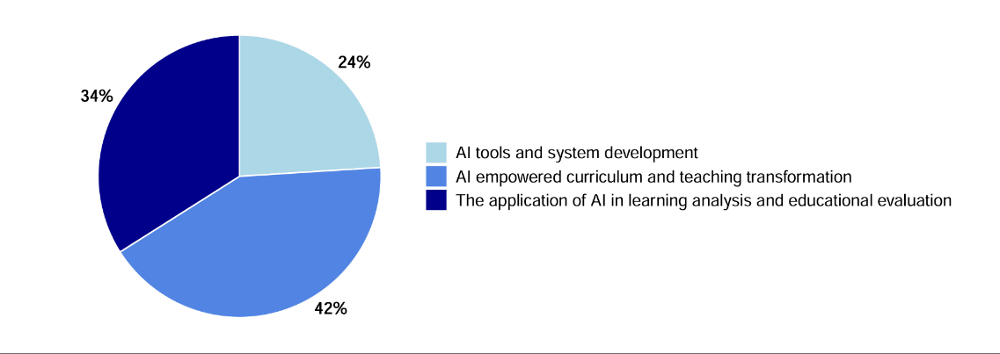 24%
34%
42%
AI tools and system development
AI empowered curriculum and teaching transformation
The application of AI in learning analysis and educational evaluation